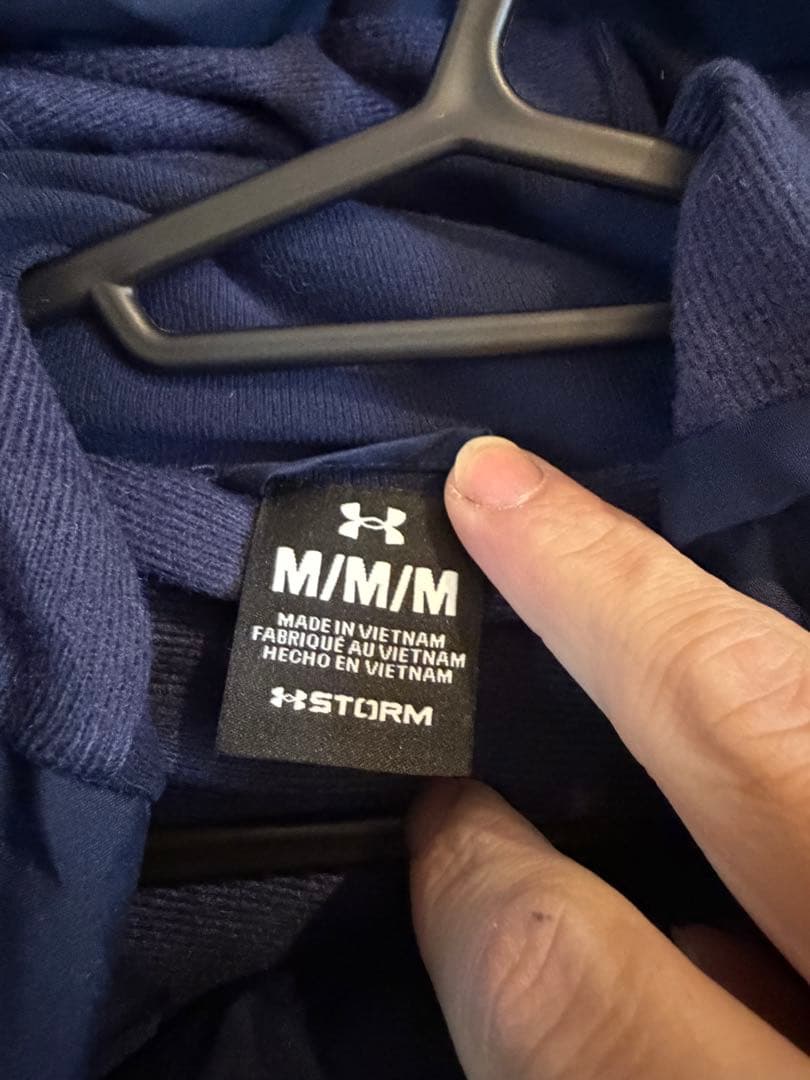 M/M/M
MADE IN VIETNAM
FABRIQUÉ AU VIETNAM
HECHO EN VIETNAM
STORM